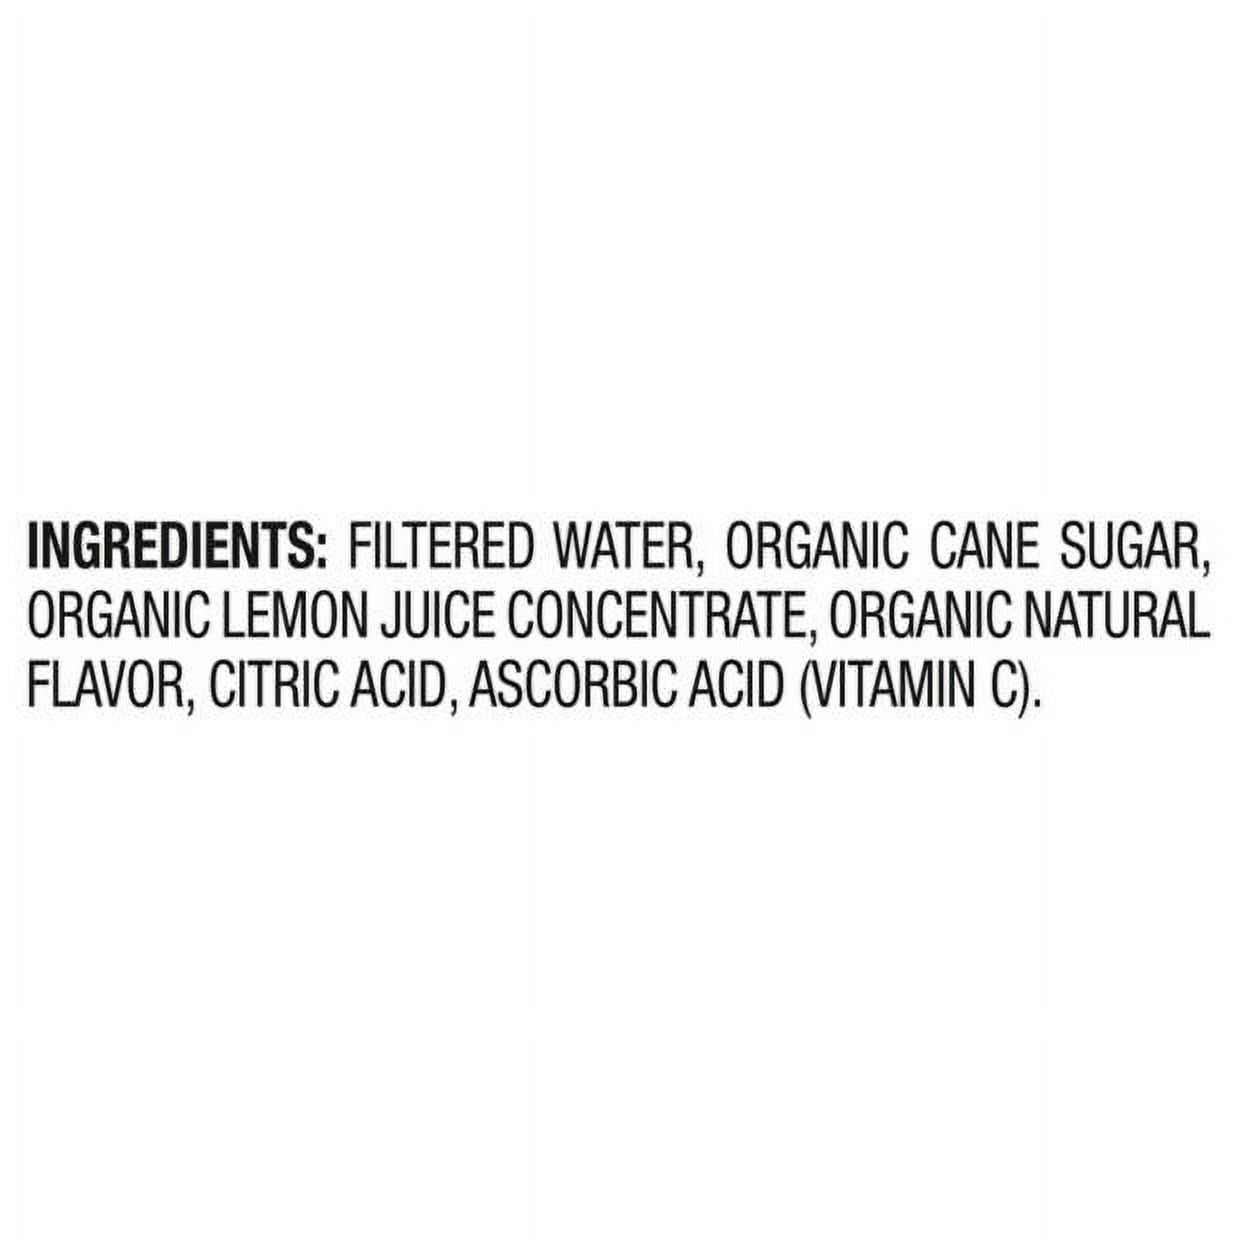 INGREDIENTS: FILTERED WATER, ORGANIC CANE SUGAR,
ORGANIC LEMON JUICE CONCENTRATE, ORGANIC NATURAL
FLAVOR, CITRIC ACID, ASCORBIC ACID (VITAMIN C).